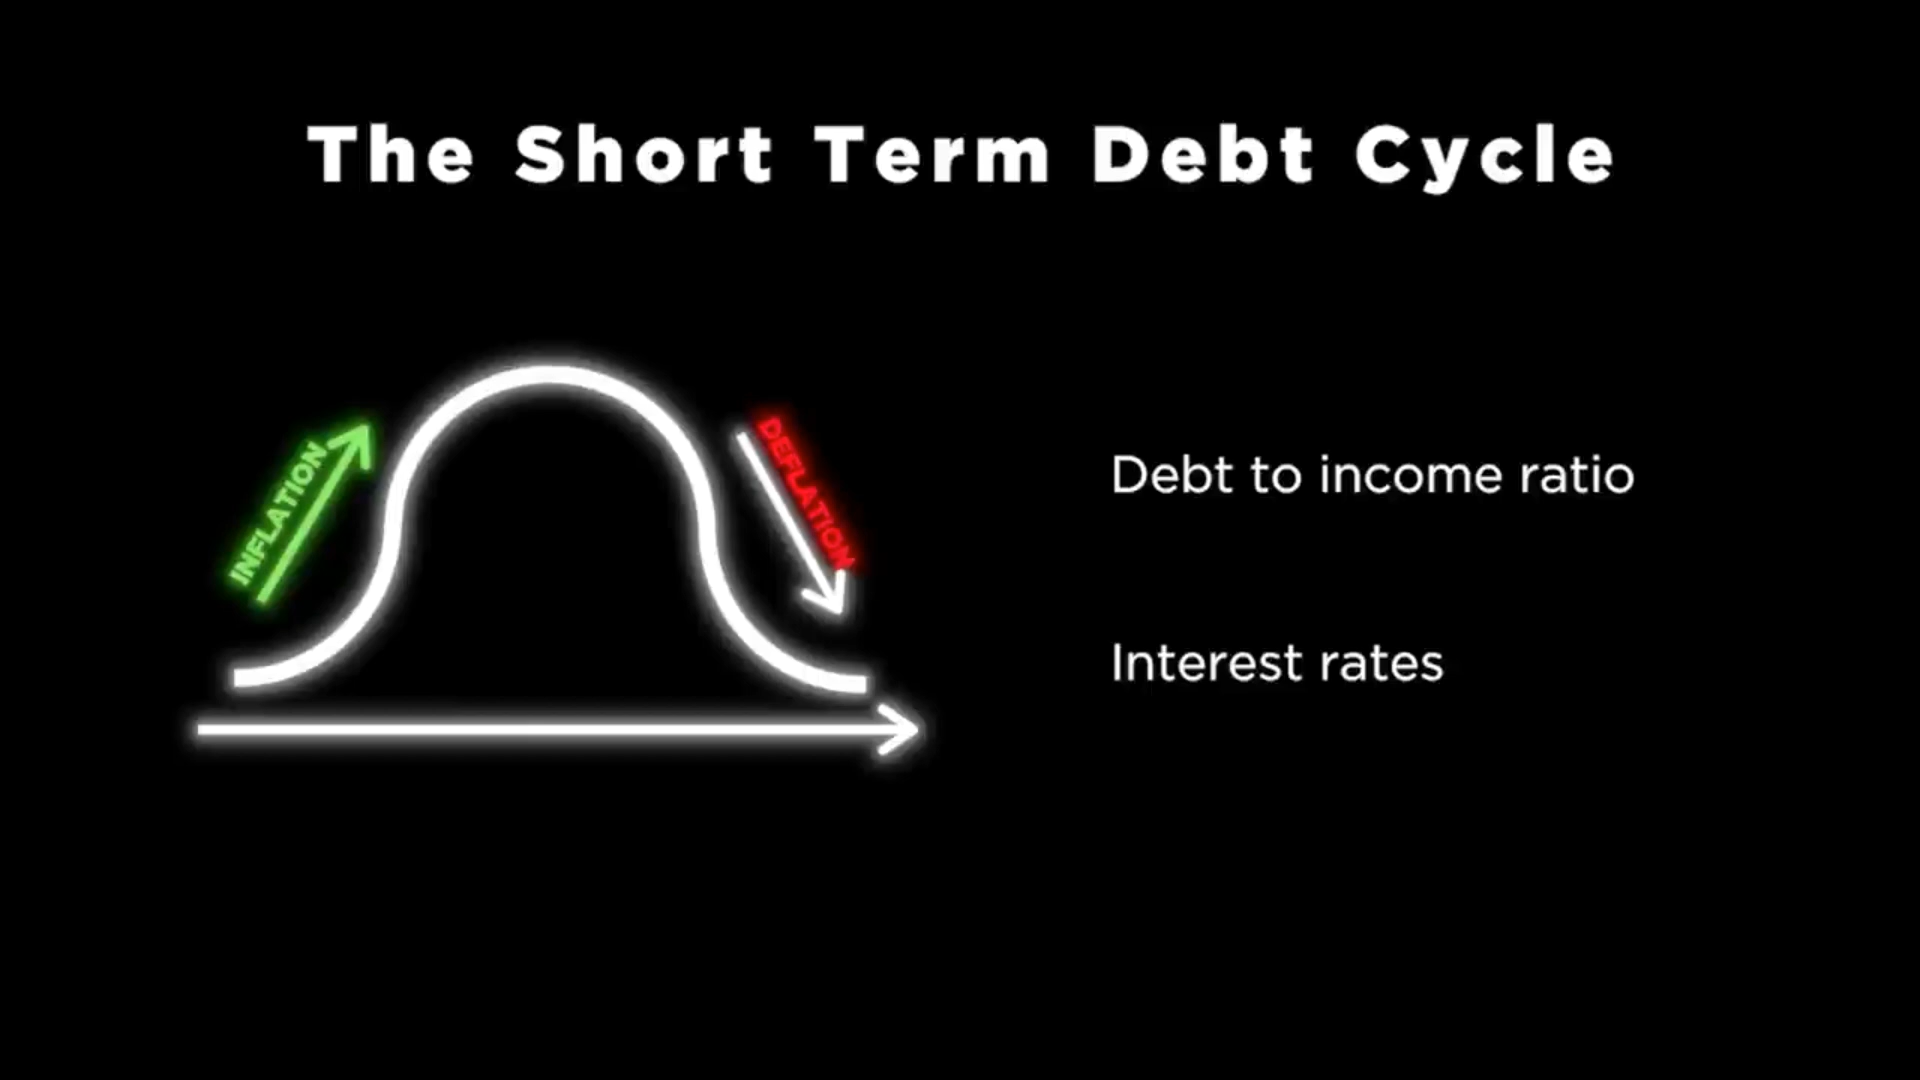 The Short Term Debt Cycle
INFLATION
DEFLATION
Debt to income ratio
Interest rates